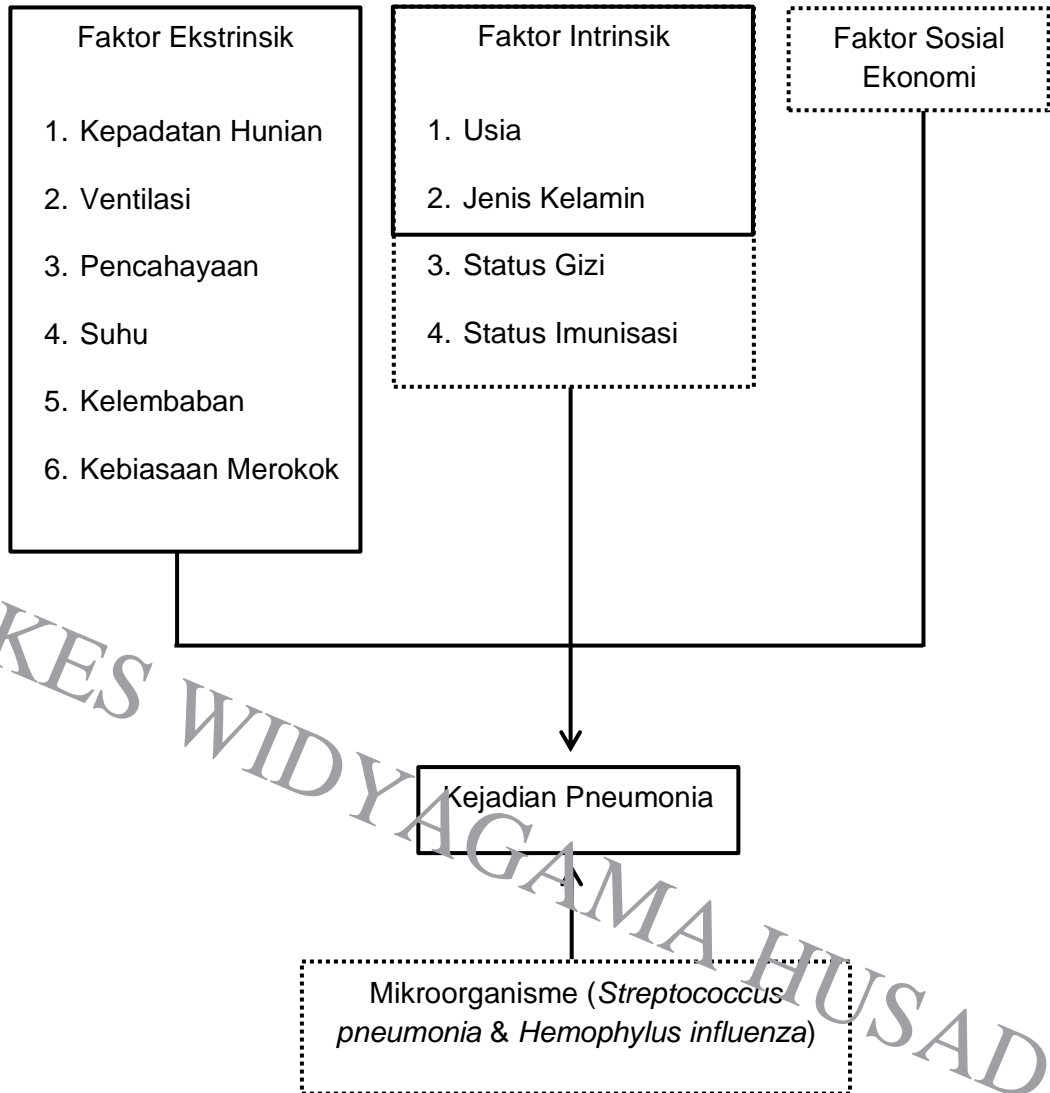 Faktor Ekstrinsik
1. Kepadatan Hunian
2. Ventilasi
3. Pencahayaan
4. Suhu
5. Kelembaban
6. Kebiasaan Merokok
Faktor Intrinsik
1. Usia
2. Jenis Kelamin
3. Status Gizi
4. Status Imunisasi
Faktor Sosial
Ekonomi
Kejadian Pneumonia
Mikroorganisme (Streptococcus
pneumonia & Hemophylus influenza)
KES WIDYAGAMA HUSAD